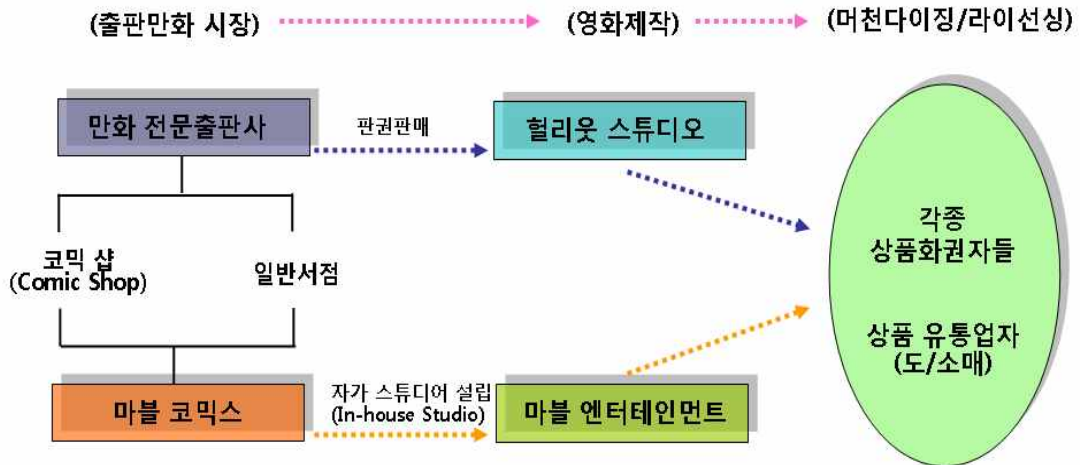 (출판만화 시장)
(영화제작)
(머천다이징/라이선싱)
만화 전문출판사
판권판매
헐리웃 스튜디오
각종
상품화권자들
코믹 샵
(Comic Shop)
일반서점
상품 유통업자
(도/소매)
마블 코믹스
자가 스튜디어 설립
(In-house Studio)
마블 엔터테인먼트